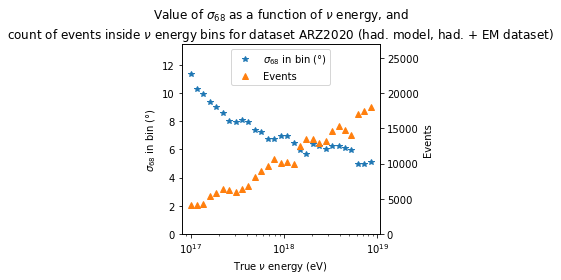 Value of σ68 as a function of ν energy, and
count of events inside ν energy bins for dataset ARZ2020 (had. model, had. + EM dataset)
σ68 in bin (°)
Events
12
10
8
6
4
2
0
σ68 in bin (°)
25000
20000
15000
10000
5000
0
Events
10^17
10^18
10^19
True ν energy (eV)